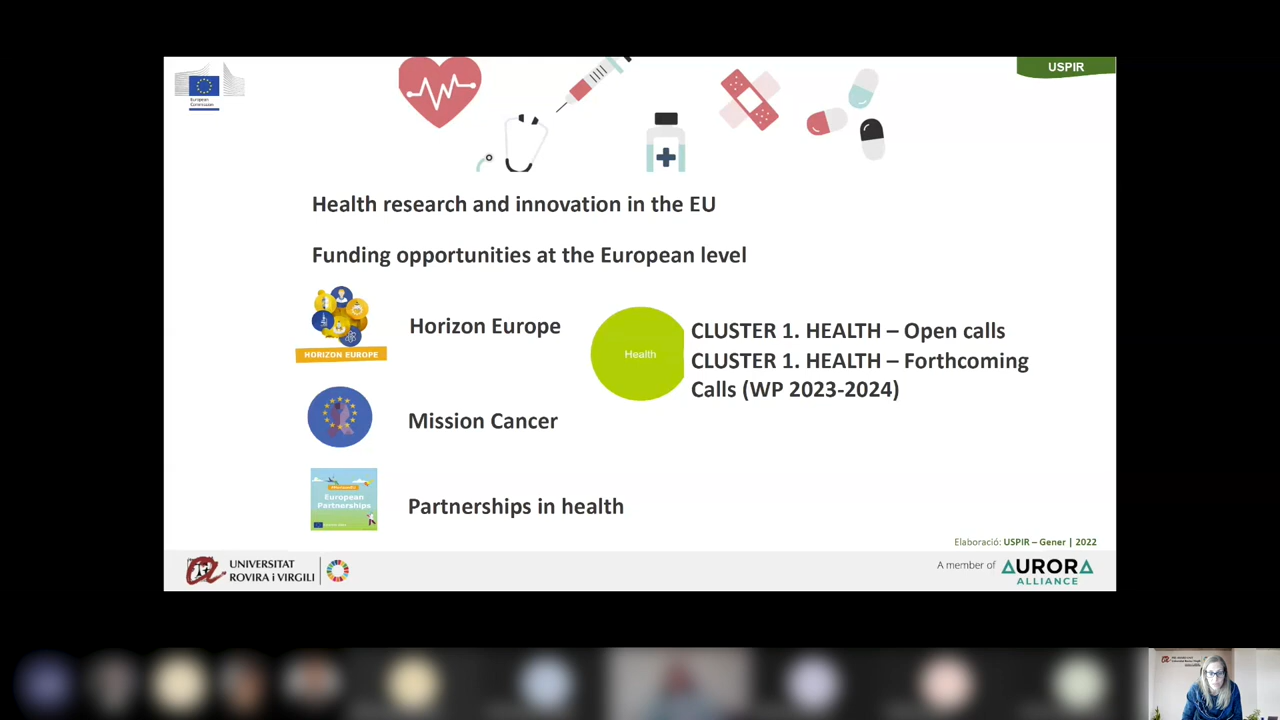 European
Commission
USPIR
Health research and innovation in the EU
Funding opportunities at the European level
HORIZON EUROPE
Horizon Europe
Health
CLUSTER 1. HEALTH – Open calls
CLUSTER 1. HEALTH – Forthcoming
Calls (WP 2023-2024)
Mission Cancer
European
Partnerships
Partnerships in health
Elaboració: USPIR – Gener | 2022
UNIVERSITAT
ROVIRA i VIRGILI
A member of AURORA
ALLIANCE